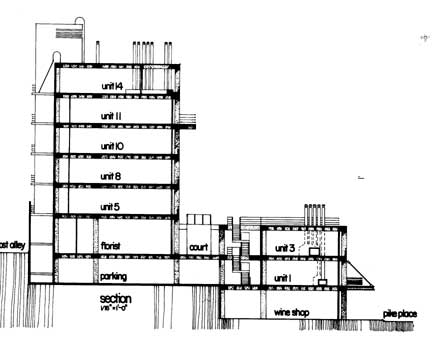 unit 14
unit 11
unit 10
unit 8
unit 5
ost alley
florist
court
unit 3
parking
unit 1
section
1/16"=1'-0"
wine shop
pike place